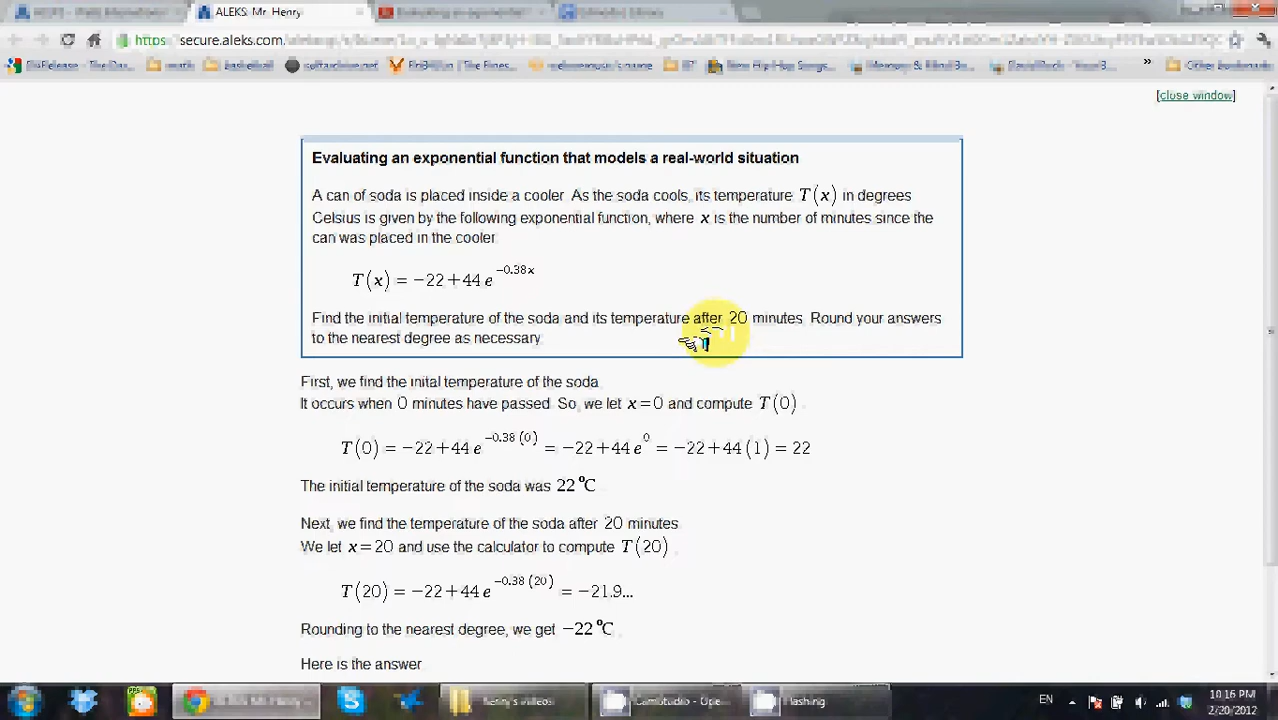 ALEKS: Mr. Henry
https secure.aleks.com
math basketball
Other bookmarks
[close window]
Evaluating an exponential function that models a real-world situation
A can of soda is placed inside a cooler. As the soda cools, its temperature T(x) in degrees
Celsius is given by the following exponential function, where x is the number of minutes since the
can was placed in the cooler.
T(x) = −22+44 e^−0.38x
Find the initial temperature of the soda and its temperature after 20 minutes. Round your answers
to the nearest degree as necessary.
First, we find the inital temperature of the soda.
It occurs when 0 minutes have passed. So, we let x=0 and compute T(0).
T(0) = −22+44 e^−0.38(0) = −22+44 e^0 = −22+44(1) = 22
The initial temperature of the soda was 22 °C.
Next, we find the temperature of the soda after 20 minutes.
We let x=20 and use the calculator to compute T(20).
T(20) = −22+44 e^−0.38(20) = −21.9...
Rounding to the nearest degree, we get −22 °C.
Here is the answer.
EN
10:16 PM
2/20/2012